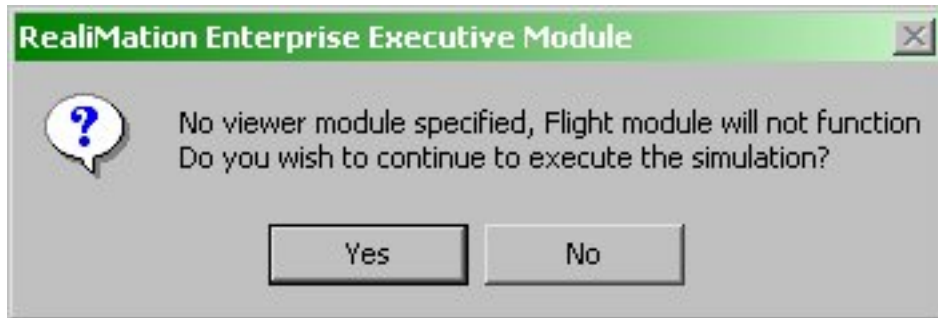 RealiMation Enterprise Executive Module
?
No viewer module specified, Flight module will not function
Do you wish to continue to execute the simulation?
Yes No